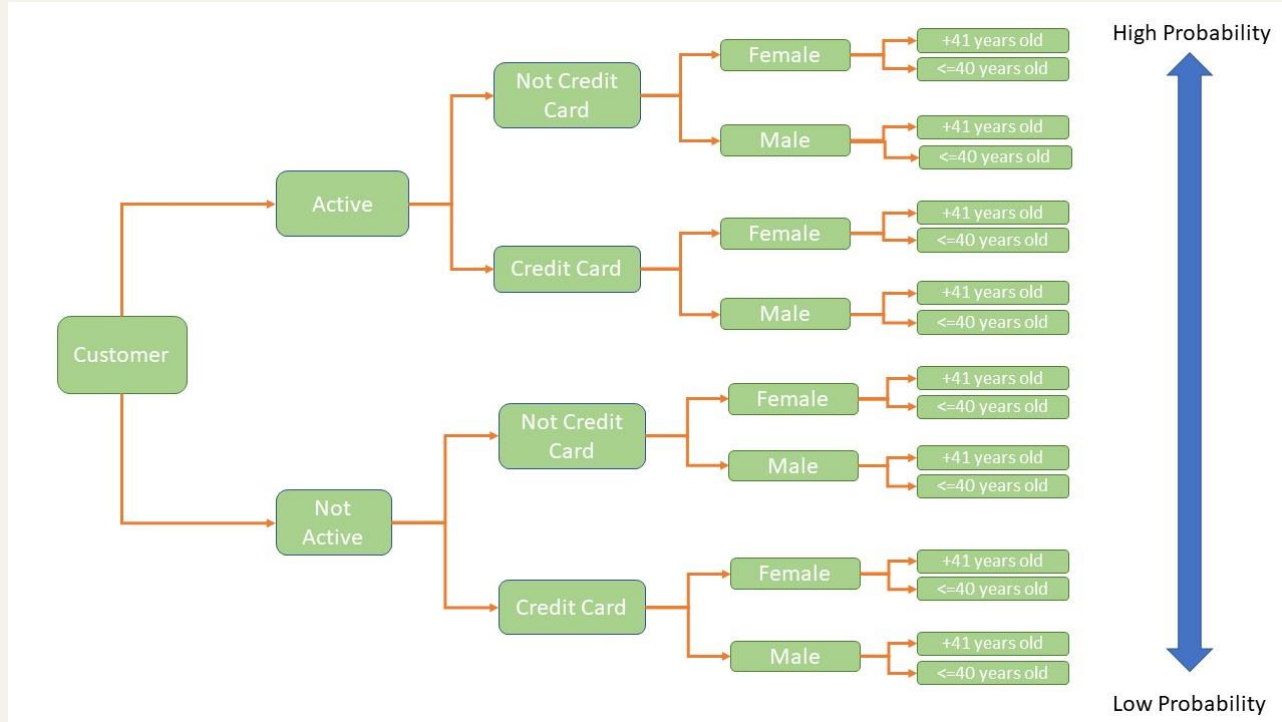 High Probability
+41 years old
<=40 years old
Female
Not Credit
Card
+41 years old
<=40 years old
Male
Active
+41 years old
<=40 years old
Female
Credit Card
+41 years old
<=40 years old
Male
Customer
+41 years old
<=40 years old
Female
Not Credit
Card
+41 years old
<=40 years old
Male
Not
Active
+41 years old
<=40 years old
Female
Credit Card
+41 years old
<=40 years old
Male
Low Probability